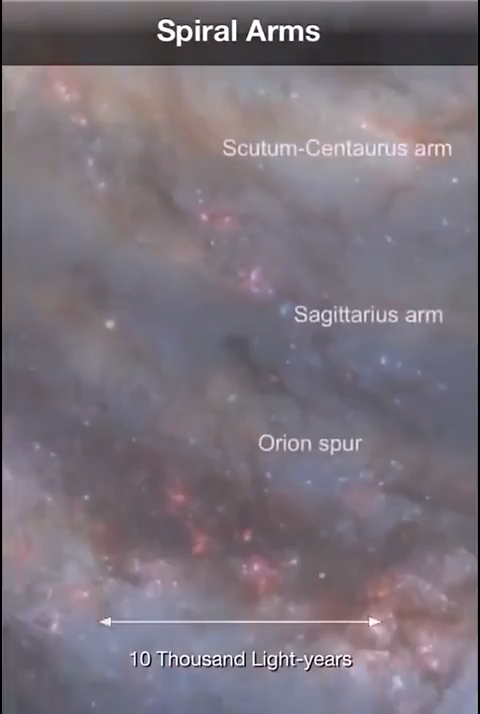 Spiral Arms
Scutum-Centaurus arm
Sagittarius arm
Orion spur
10 Thousand Light-years